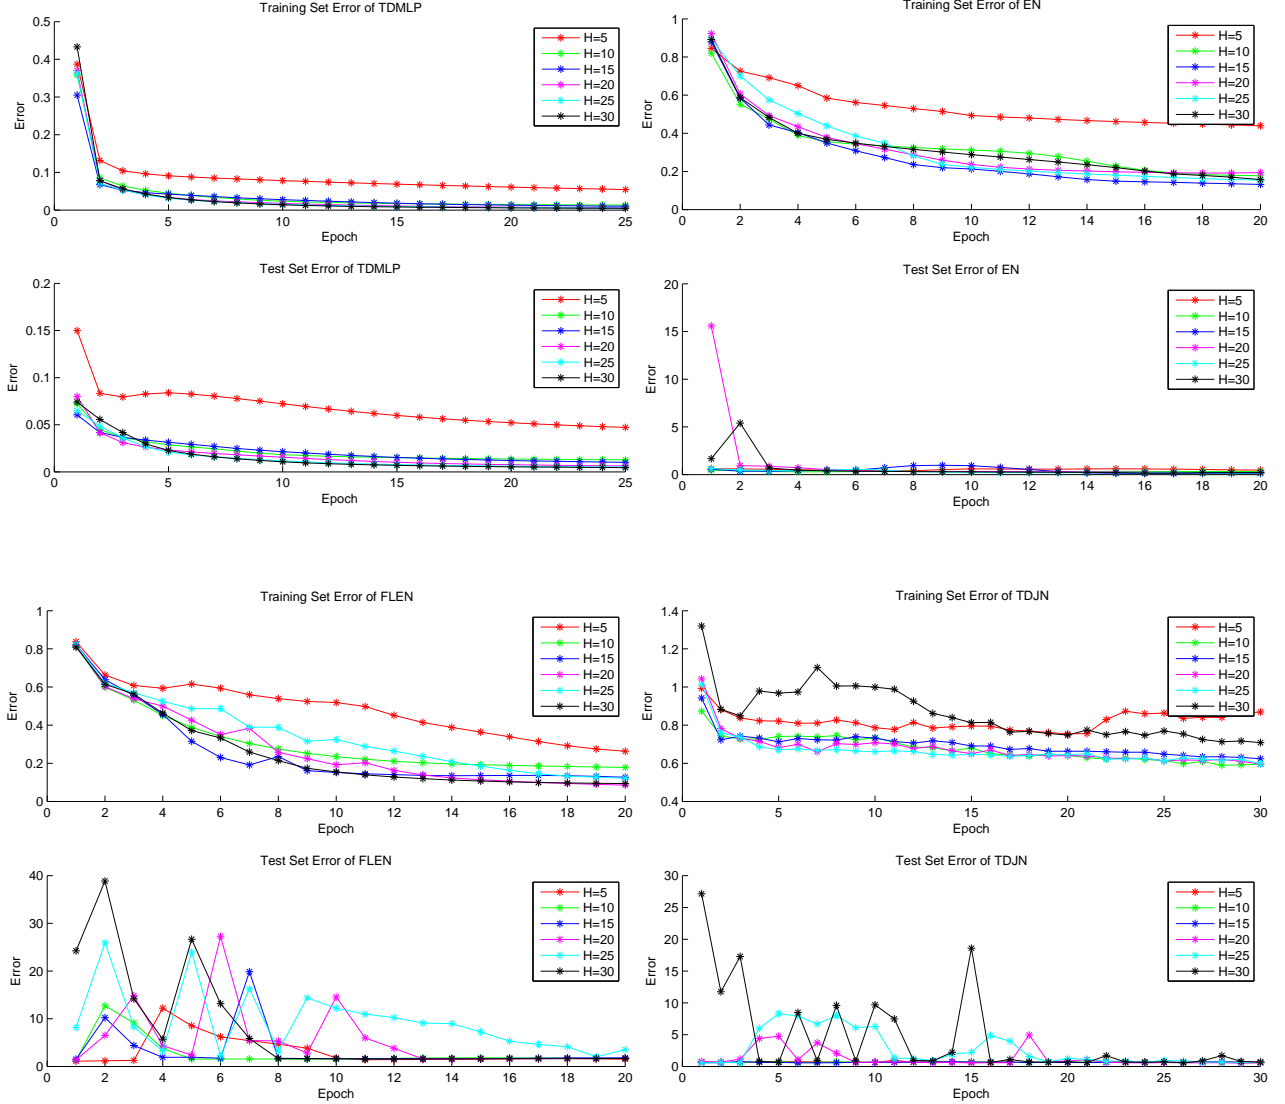 Training Set Error of TDMLP
0.5
0.4
0.3
0.2
0.1
0
Error
0 5 10 15 20 25
Epoch
H=5
H=10
H=15
H=20
H=25
H=30
Training Set Error of EN
1
0.8
0.6
0.4
0.2
0
Error
0 2 4 6 8 10 12 14 16 18 20
Epoch
H=5
H=10
H=15
H=20
H=25
H=30
Test Set Error of TDMLP
0.2
0.15
0.1
0.05
0
Error
0 5 10 15 20 25
Epoch
H=5
H=10
H=15
H=20
H=25
H=30
Test Set Error of EN
20
15
10
5
0
Error
0 2 4 6 8 10 12 14 16 18 20
Epoch
H=5
H=10
H=15
H=20
H=25
H=30
Training Set Error of FLEN
1
0.8
0.6
0.4
0.2
0
Error
0 2 4 6 8 10 12 14 16 18 20
Epoch
H=5
H=10
H=15
H=20
H=25
H=30
Training Set Error of TDJN
1.4
1.2
1
0.8
0.6
0.4
Error
0 5 10 15 20 25 30
Epoch
H=5
H=10
H=15
H=20
H=25
H=30
Test Set Error of FLEN
40
30
20
10
0
Error
0 2 4 6 8 10 12 14 16 18 20
Epoch
H=5
H=10
H=15
H=20
H=25
H=30
Test Set Error of TDJN
30
25
20
15
10
5
0
Error
0 5 10 15 20 25 30
Epoch
H=5
H=10
H=15
H=20
H=25
H=30